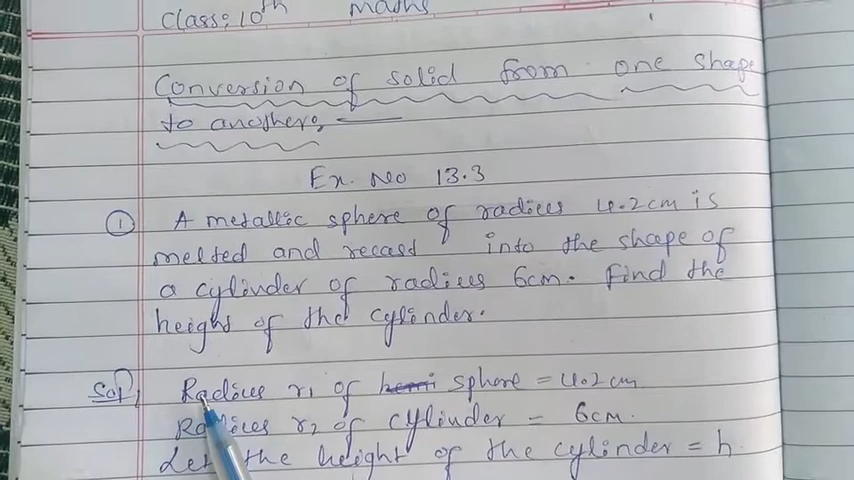 Class: 10th Maths
Conversion of solid from one shape
to another,
Ex. No 13.3
① A metallic sphere of radius 4.2cm is
melted and recast into the shape of
a cylinder of radius 6cm. Find the
height of the cylinder.
Sol, Radius r₁ of hemi sphere = 4.2cm
Radius r₂ of cylinder = 6cm.
Let the height of the cylinder = h.